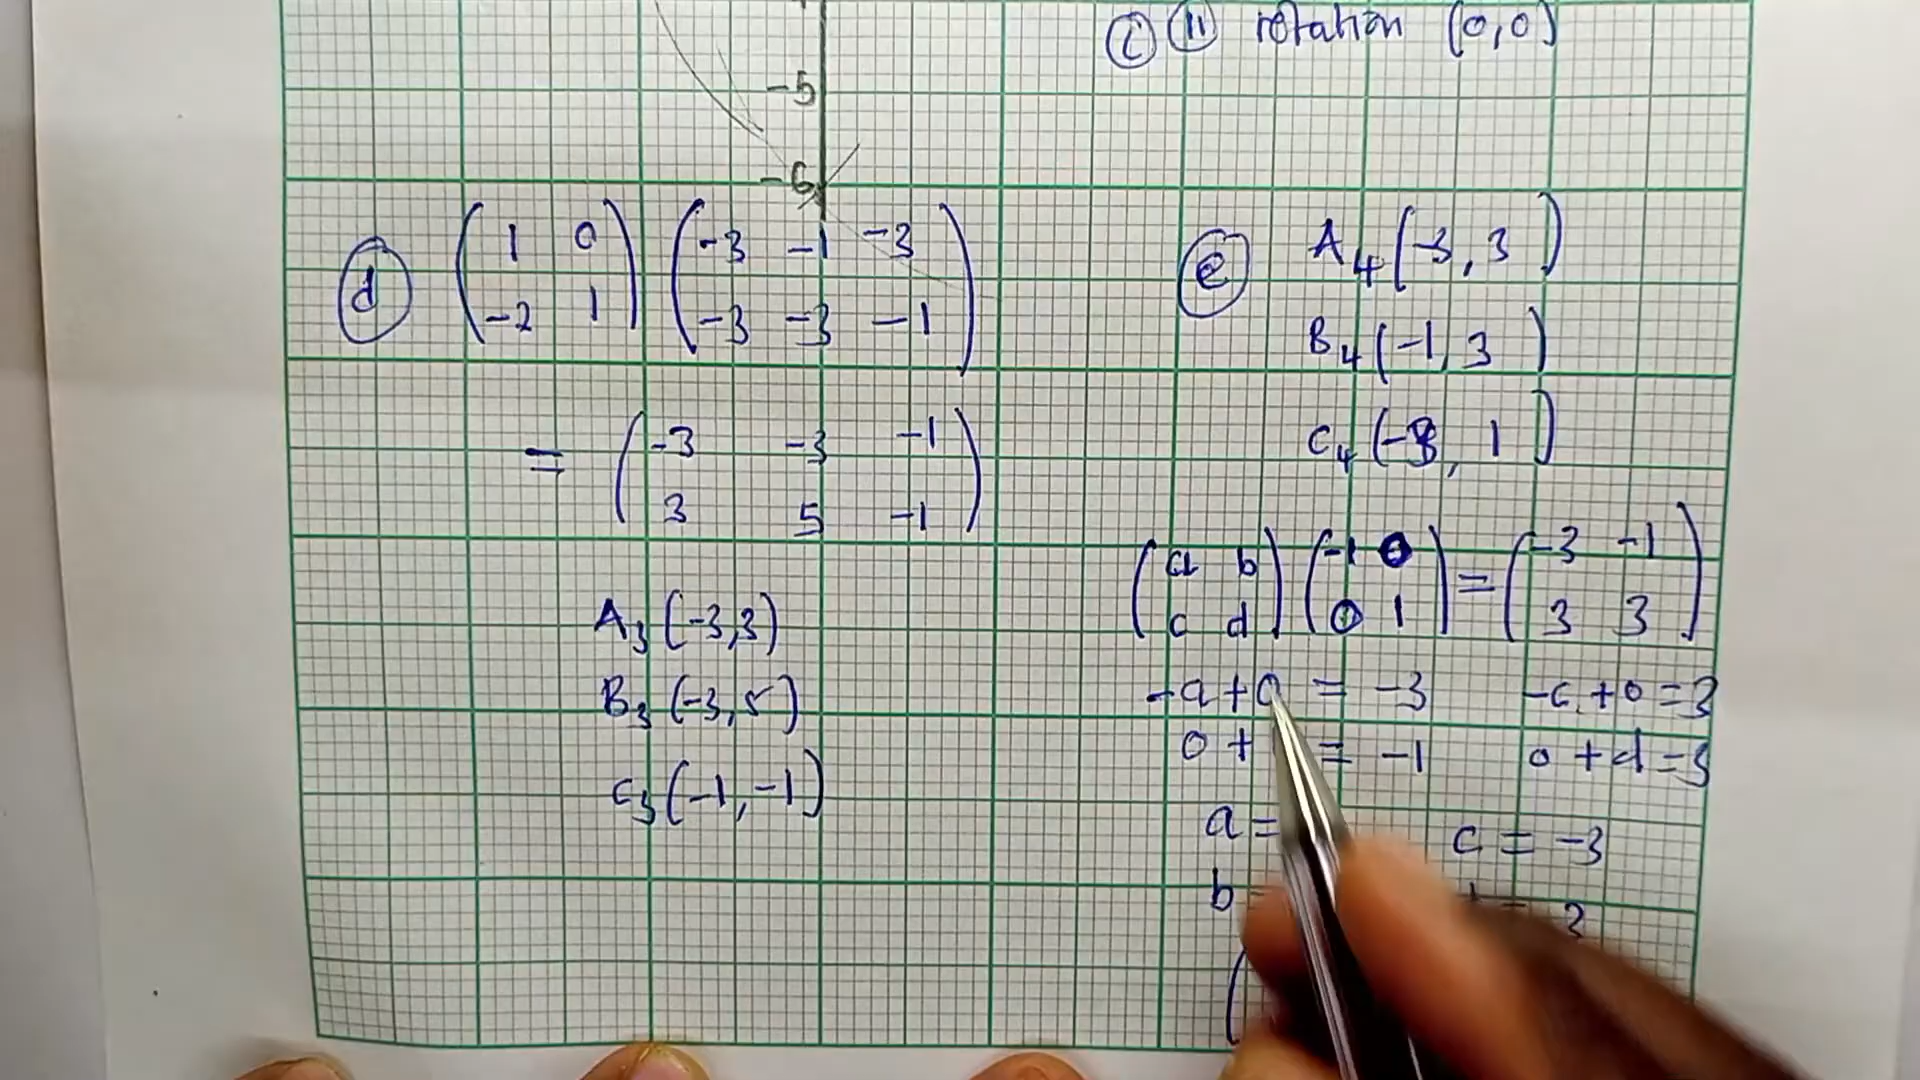 (i) (ii) rotation (0,0)
-5
-6
(d) (1 0 (-3 -1 -3
-2 1) -3 -3 -1)
= (-3 -3 -1
3 5 -1)
A3 (-3,3)
B3 (-3,5)
C3 (-1,-1)
(e) A4 (-3, 3)
B4 (-1, 3)
C4 (-3, 1)
(a b (-1 0 = (-3 -1
c d) 0 1) 3 3)
-a + 0 = -3 -c + 0 = 3
0 + = -1 0 + d = 3
a = c = -3
b = 3
(